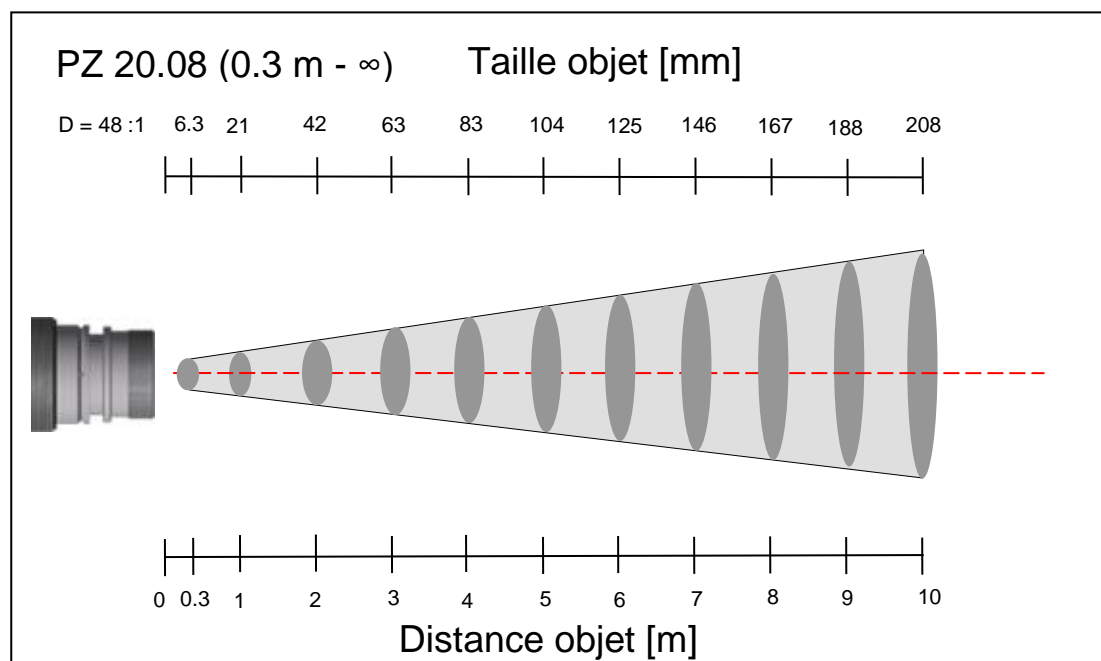 PZ 20.08 (0.3 m - ∞) Taille objet [mm]
D = 48 :1 6.3 21 42 63 83 104 125 146 167 188 208
0 0.3 1 2 3 4 5 6 7 8 9 10
Distance objet [m]